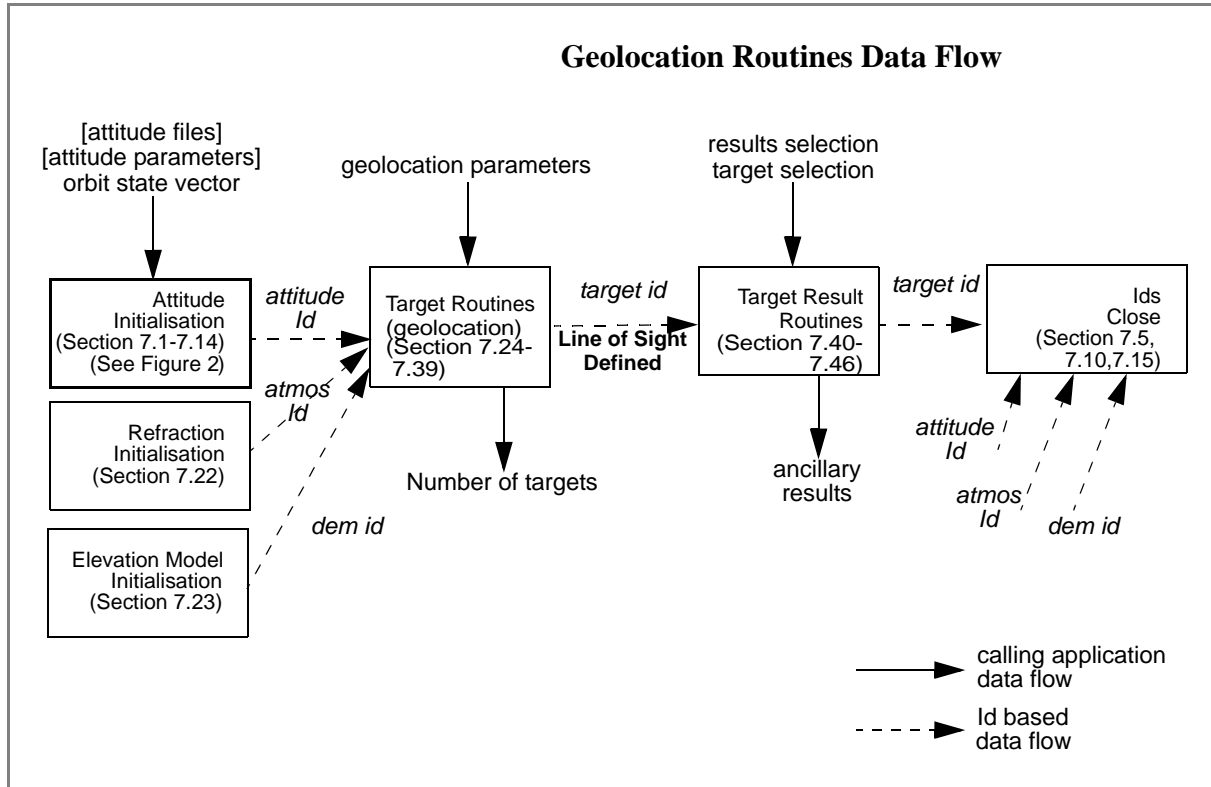 Geolocation Routines Data Flow
[attitude files]
[attitude parameters]
orbit state vector
geolocation parameters
results selection
target selection
Attitude
Initialisation
(Section 7.1-7.14)
(See Figure 2)
attitude
Id
Target Routines
(geolocation)
(Section 7.24-
7.39)
target id
Line of Sight
Defined
Target Result
Routines
(Section 7.40-
7.46)
target id
Ids
Close
(Section 7.5,
7.10,7.15)
atmos
Id
Refraction
Initialisation
(Section 7.22)
Number of targets
ancillary
results
attitude
Id
atmos
Id
dem id
dem id
Elevation Model
Initialisation
(Section 7.23)
calling application
data flow
Id based
data flow